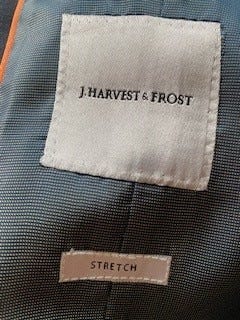 J. HARVEST & FROST
STRETCH